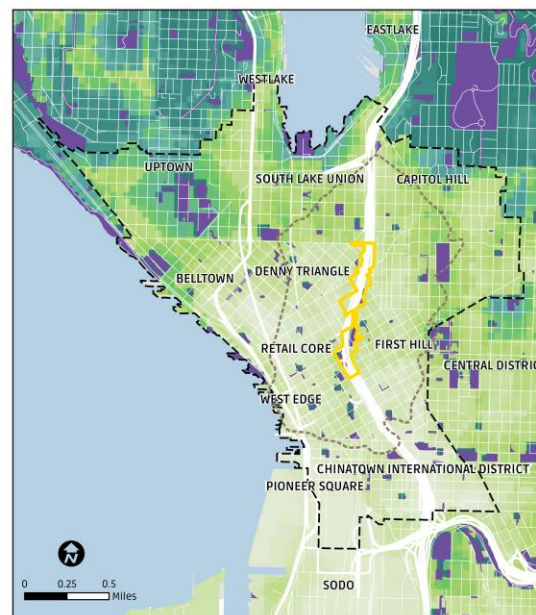 EASTLAKE
WESTLAKE
UPTOWN
SOUTH LAKE UNION
CAPITOL HILL
BELLTOWN
DENNY TRIANGLE
RETAIL CORE
FIRST HILL
CENTRAL DISTRI
WEST EDGE
CHINATOWN INTERNATIONAL DISTRICT
PIONEER SQUARE
N
0 0.25 0.5
Miles
SODO